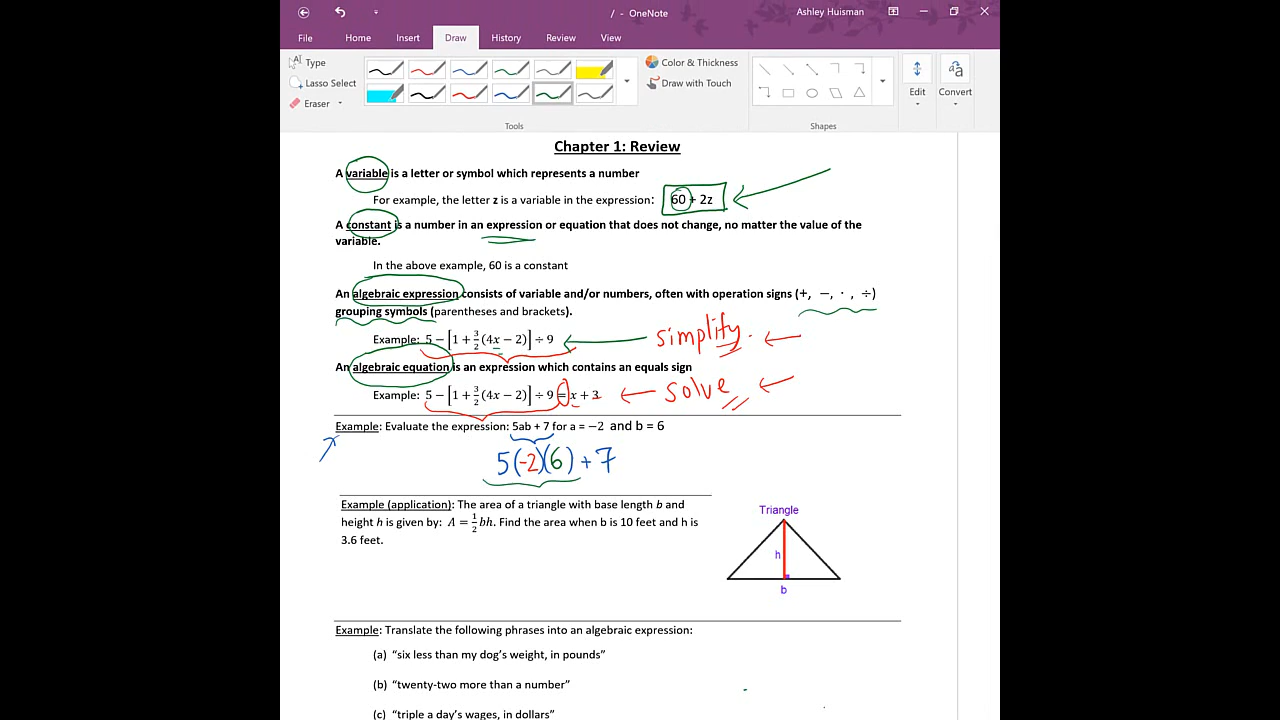 / - OneNote
Ashley Huisman
File Home Insert Draw History Review View
Type
Lasso Select
Eraser
Color & Thickness
Draw with Touch
Edit
Convert
Tools
Shapes
Chapter 1: Review
A variable is a letter or symbol which represents a number
For example, the letter z is a variable in the expression: 60 + 2z
A constant is a number in an expression or equation that does not change, no matter the value of the
variable.
In the above example, 60 is a constant
An algebraic expression consists of variable and/or numbers, often with operation signs (+, −, · , ÷)
grouping symbols (parentheses and brackets).
Example: 5 − [1 + 3/2 (4x − 2)] ÷ 9
simplify.
An algebraic equation is an expression which contains an equals sign
Example: 5 − [1 + 3/2 (4x − 2)] ÷ 9 = x + 3
solve
Example: Evaluate the expression: 5ab + 7 for a = −2 and b = 6
5(-2)(6) + 7
Example (application): The area of a triangle with base length b and
height h is given by: A = 1/2 bh. Find the area when b is 10 feet and h is
3.6 feet.
Triangle
h
b
Example: Translate the following phrases into an algebraic expression:
(a) “six less than my dog’s weight, in pounds”
(b) “twenty-two more than a number”
(c) “triple a day’s wages, in dollars”